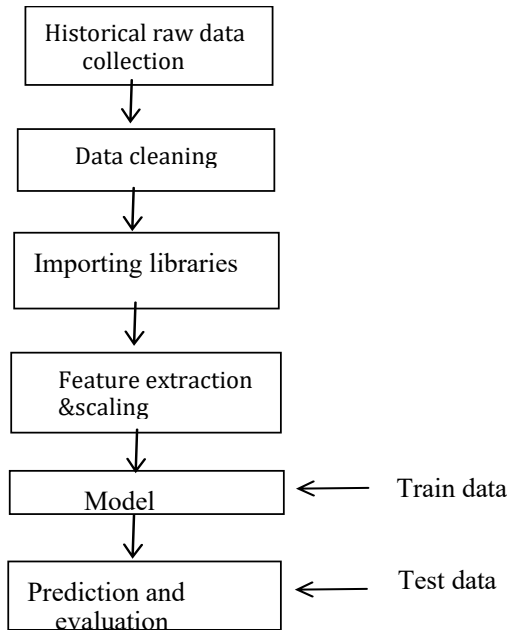 Historical raw data
collection
Data cleaning
Importing libraries
Feature extraction
&scaling
Model
Train data
Prediction and
evaluation
Test data